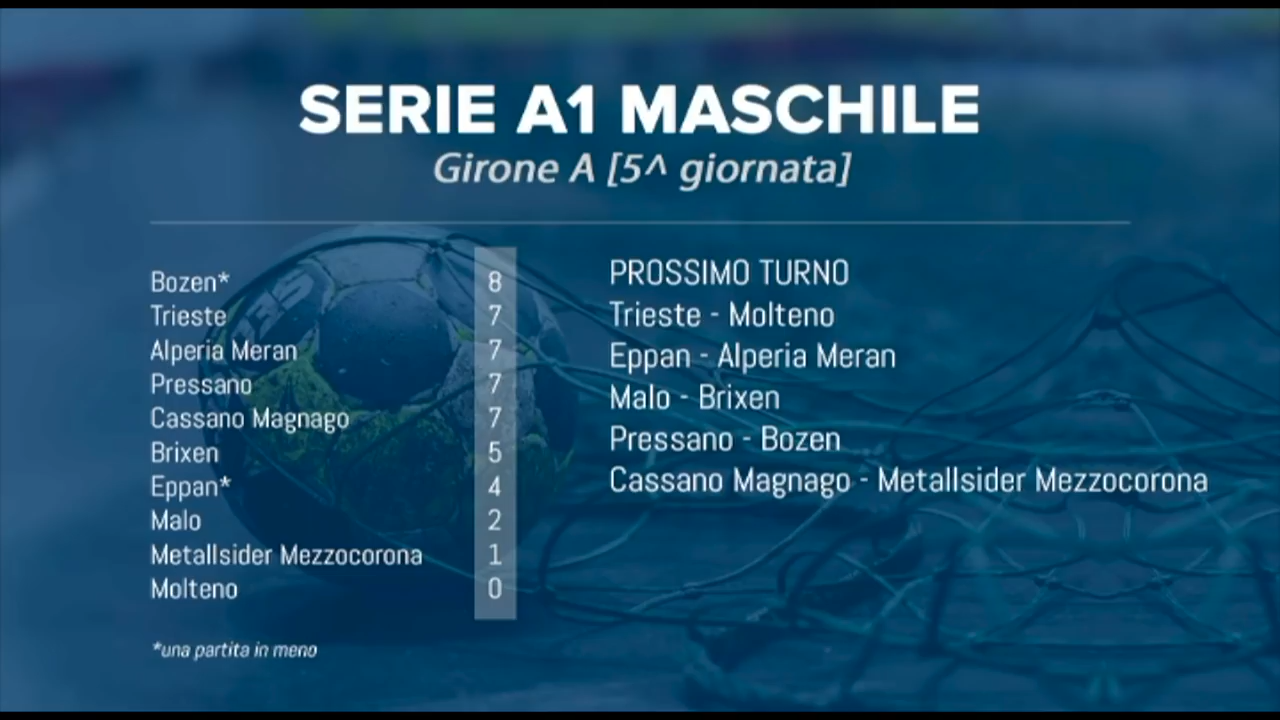 SERIE A1 MASCHILE
Girone A [5^ giornata]
Bozen* 8
Trieste 7
Alperia Meran 7
Pressano 7
Cassano Magnago 7
Brixen 5
Eppan* 4
Malo 2
Metallsider Mezzocorona 1
Molteno 0
*una partita in meno
PROSSIMO TURNO
Trieste - Molteno
Eppan - Alperia Meran
Malo - Brixen
Pressano - Bozen
Cassano Magnago - Metallsider Mezzocorona